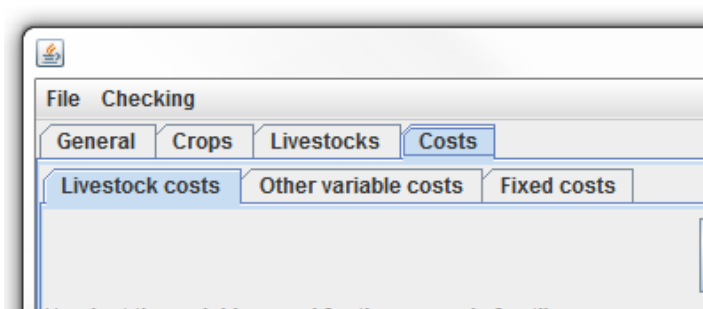 File Checking
General Crops Livestocks Costs
Livestock costs Other variable costs Fixed costs